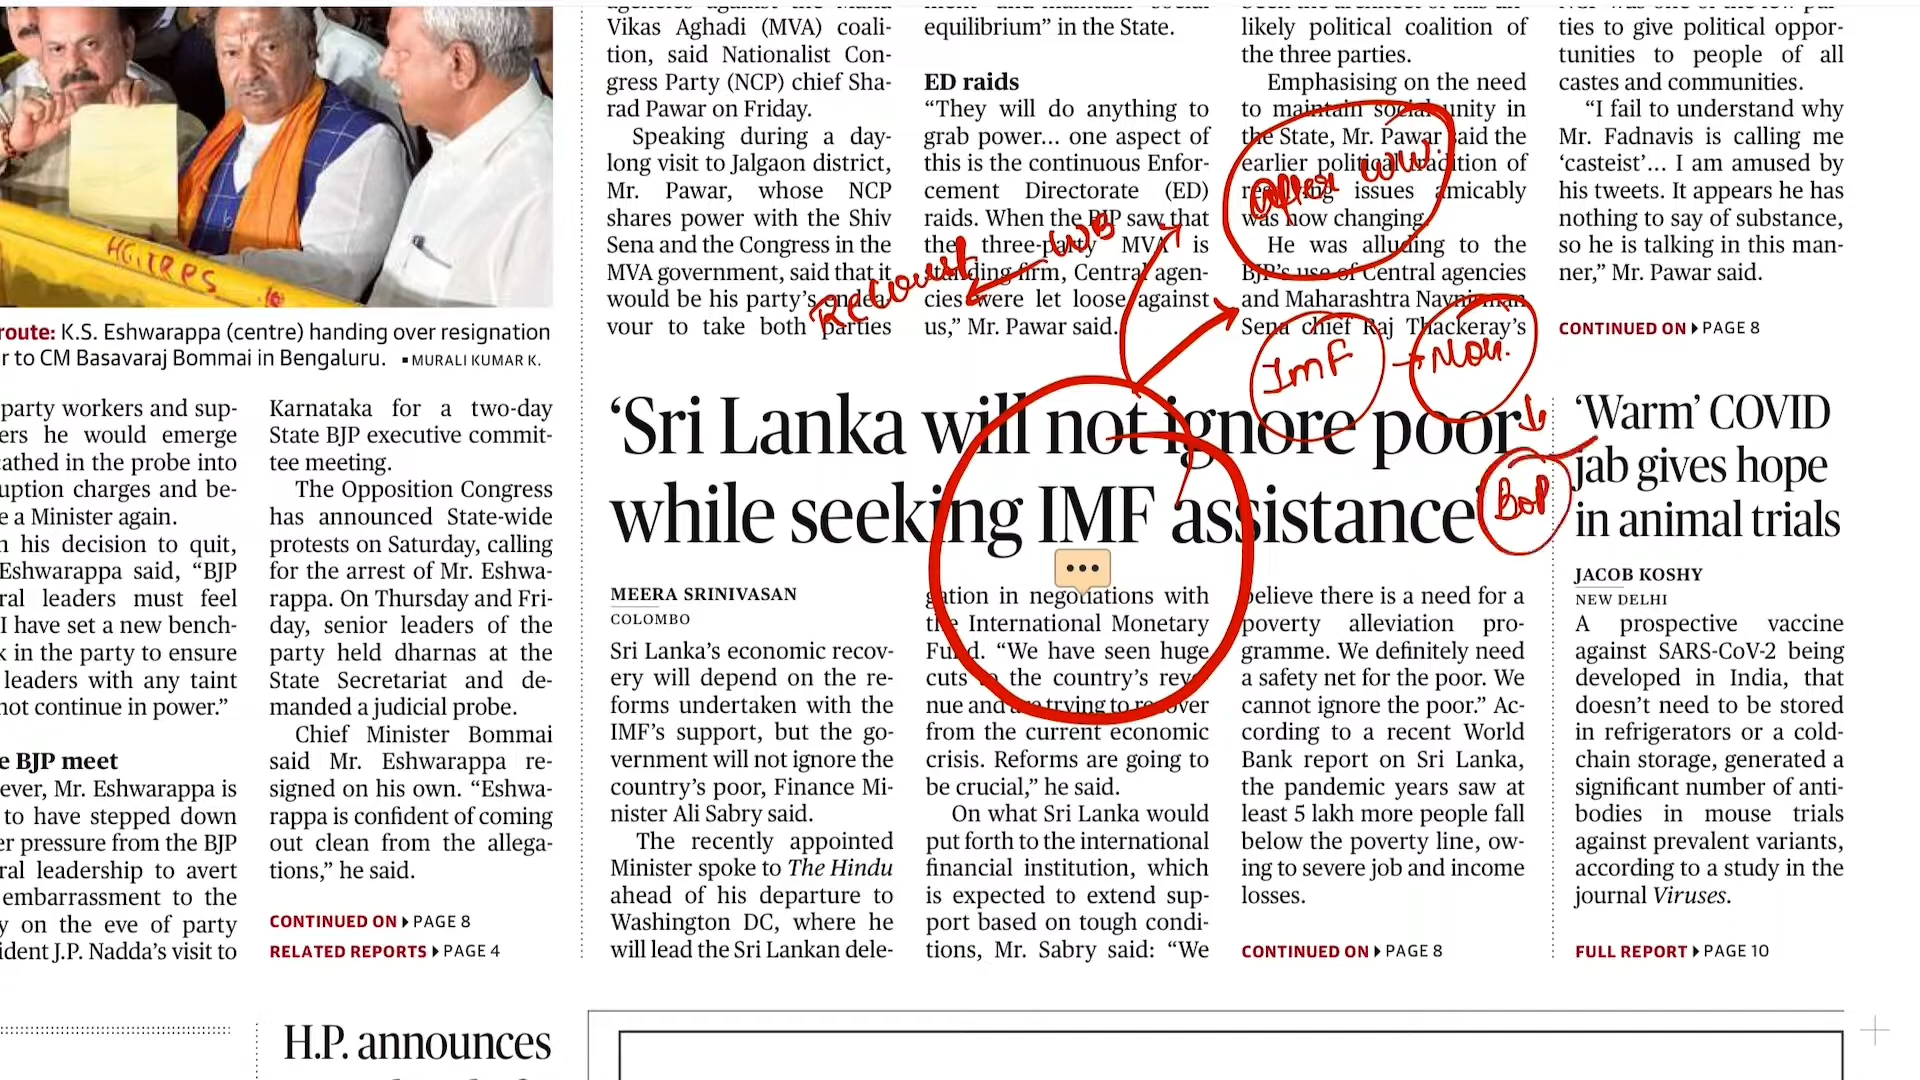 agencies against the Maha
Vikas Aghadi (MVA) coali-
tion, said Nationalist Con-
gress Party (NCP) chief Sha-
rad Pawar on Friday.
Speaking during a day-
long visit to Jalgaon district,
Mr. Pawar, whose NCP
shares power with the Shiv
Sena and the Congress in the
MVA government, said that it
would be his party's endea-
vour to take both parties
equilibrium” in the State.
ED raids
“They will do anything to
grab power... one aspect of
this is the continuous Enfor-
cement Directorate (ED)
raids. When the BJP saw that
the three-party MVA is
standing firm, Central agen-
cies were let loose against
us,” Mr. Pawar said.
likely political coalition of
the three parties.
Emphasising on the need
to maintain social unity in
the State, Mr. Pawar said the
earlier political tradition of
issues amicably
was now changing.
He was alluding to the
BJP's use of Central agencies
and Maharashtra Navnirman
Sena chief Raj Thackeray's
ties to give political oppor-
tunities to people of all
castes and communities.
“I fail to understand why
Mr. Fadnavis is calling me
‘casteist’... I am amused by
his tweets. It appears he has
nothing to say of substance,
so he is talking in this man-
ner,” Mr. Pawar said.
CONTINUED ON PAGE 8
After WW
WB
IMF
BOP
route: K.S. Eshwarappa (centre) handing over resignation
r to CM Basavaraj Bommai in Bengaluru. ▪ MURALI KUMAR K.
party workers and sup-
ers he would emerge
cathed in the probe into
uption charges and be-
e a Minister again.
n his decision to quit,
Eshwarappa said, “BJP
ral leaders must feel
I have set a new bench-
k in the party to ensure
leaders with any taint
not continue in power.”
e BJP meet
ever, Mr. Eshwarappa is
to have stepped down
er pressure from the BJP
ral leadership to avert
embarrassment to the
y on the eve of party
ident J.P. Nadda's visit to
Karnataka for a two-day
State BJP executive commit-
tee meeting.
The Opposition Congress
has announced State-wide
protests on Saturday, calling
for the arrest of Mr. Eshwa-
rappa. On Thursday and Fri-
day, senior leaders of the
party held dharnas at the
State Secretariat and de-
manded a judicial probe.
Chief Minister Bommai
said Mr. Eshwarappa re-
signed on his own. “Eshwa-
rappa is confident of coming
out clean from the allega-
tions,” he said.
CONTINUED ON PAGE 8
RELATED REPORTS PAGE 4
‘Sri Lanka will not ignore poor
while seeking IMF assistance’
MEERA SRINIVASAN
COLOMBO
Sri Lanka's economic recov-
ery will depend on the re-
forms undertaken with the
IMF's support, but the go-
vernment will not ignore the
country's poor, Finance Mi-
nister Ali Sabry said.
The recently appointed
Minister spoke to The Hindu
ahead of his departure to
Washington DC, where he
will lead the Sri Lankan dele-
gation in negotiations with
the International Monetary
Fund. “We have seen huge
cuts to the country's reve-
nue and are trying to recover
from the current economic
crisis. Reforms are going to
be crucial,” he said.
On what Sri Lanka would
put forth to the international
financial institution, which
is expected to extend sup-
port based on tough condi-
tions, Mr. Sabry said: “We
believe there is a need for a
poverty alleviation pro-
gramme. We definitely need
a safety net for the poor. We
cannot ignore the poor.” Ac-
cording to a recent World
Bank report on Sri Lanka,
the pandemic years saw at
least 5 lakh more people fall
below the poverty line, ow-
ing to severe job and income
losses.
CONTINUED ON PAGE 8
‘Warm’ COVID
jab gives hope
in animal trials
JACOB KOSHY
NEW DELHI
A prospective vaccine
against SARS-CoV-2 being
developed in India, that
doesn't need to be stored
in refrigerators or a cold-
chain storage, generated a
significant number of anti-
bodies in mouse trials
against prevalent variants,
according to a study in the
journal Viruses.
FULL REPORT PAGE 10
H.P. announces